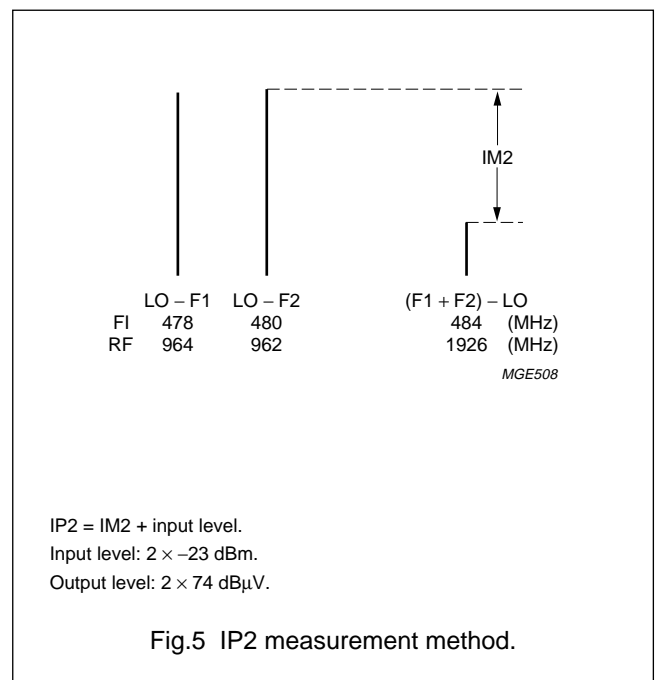 IM2
LO – F1 LO – F2 (F1 + F2) – LO
FI 478 480 484 (MHz)
RF 964 962 1926 (MHz)
MGE508
IP2 = IM2 + input level.
Input level: 2 × −23 dBm.
Output level: 2 × 74 dBµV.
Fig.5 IP2 measurement method.